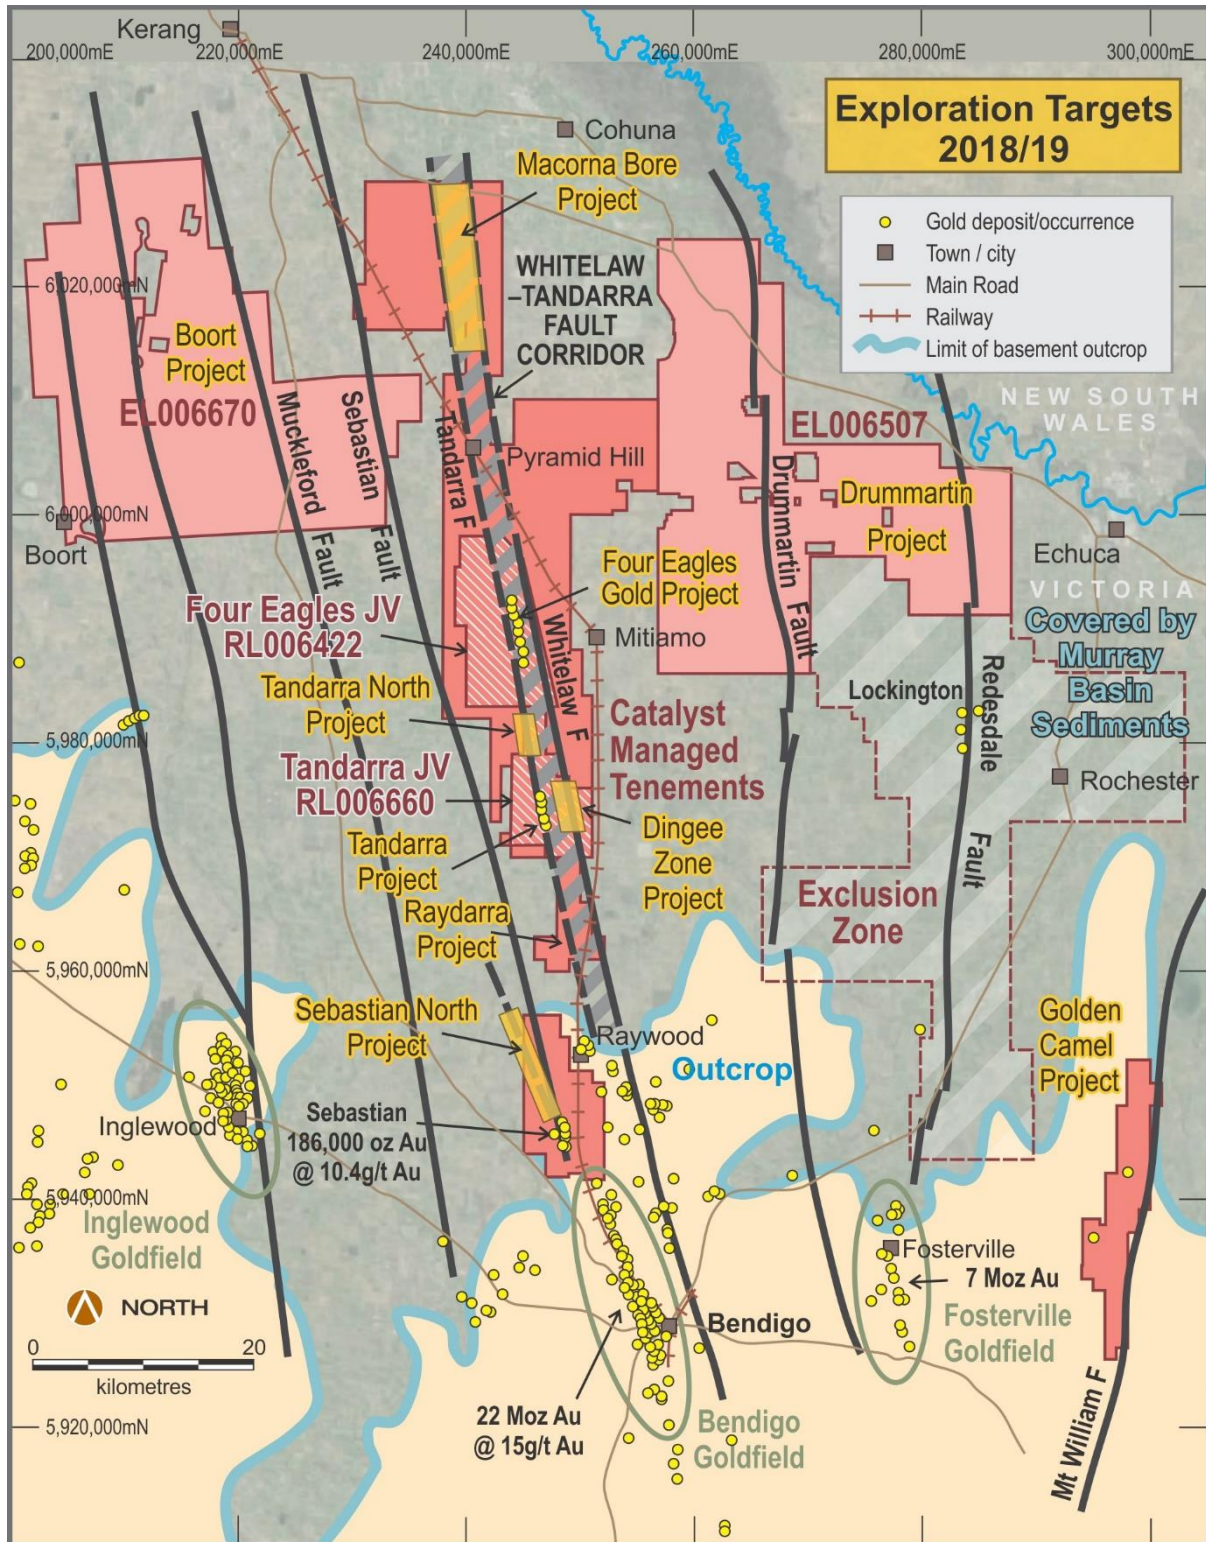 Kerang
200,000mE
220,000mE
240,000mE
260,000mE
280,000mE
300,000mE
Exploration Targets
2018/19
Cohuna
Macorna Bore
Project
Gold deposit/occurrence
Town / city
Main Road
Railway
Limit of basement outcrop
6,020,000mN
WHITELAW
–TANDARRA
FAULT
CORRIDOR
Boort
Project
EL006670
Muckleford
Fault
Sebastian
Fault
Tandarra F
Pyramid Hill
EL006507
NEW SOUTH
WALES
Drummartin
Fault
Drummartin
Project
6,000,000mN
Boort
Echuca
VICTORIA
Four Eagles
Gold Project
Four Eagles JV
RL006422
Whitelaw F
Mitiamo
Covered by
Murray
Basin
Sediments
Tandarra North
Project
Lockington
Redesdale
Fault
Catalyst
Managed
Tenements
5,980,000mN
Tandarra JV
RL006660
Rochester
Tandarra
Project
Dingee
Zone
Project
Raydarra
Project
Exclusion
Zone
5,960,000mN
Sebastian North
Project
Raywood
Outcrop
Golden
Camel
Project
Inglewood
Sebastian
186,000 oz Au
@ 10.4g/t Au
5,940,000mN
Inglewood
Goldfield
Fosterville
7 Moz Au
Fosterville
Goldfield
NORTH
0
20
kilometres
Bendigo
22 Moz Au
@ 15g/t Au
Bendigo
Goldfield
5,920,000mN
Mt William F